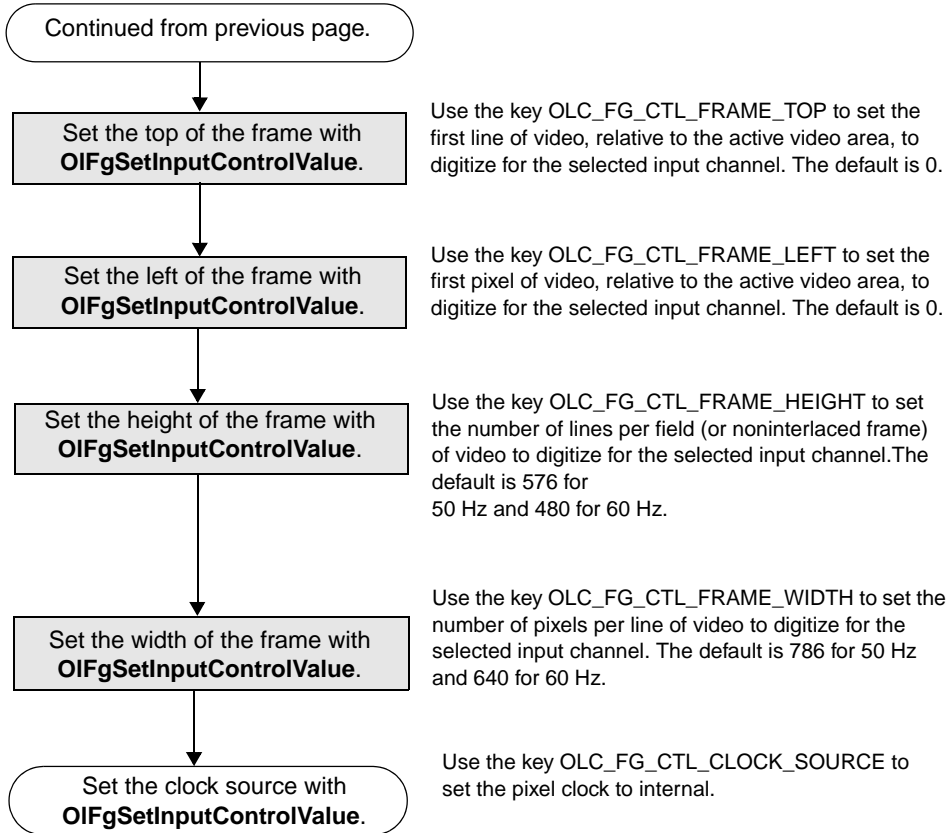 Continued from previous page.
Set the top of the frame with
OlFgSetInputControlValue.
Use the key OLC_FG_CTL_FRAME_TOP to set the
first line of video, relative to the active video area, to
digitize for the selected input channel. The default is 0.
Set the left of the frame with
OlFgSetInputControlValue.
Use the key OLC_FG_CTL_FRAME_LEFT to set the
first pixel of video, relative to the active video area, to
digitize for the selected input channel. The default is 0.
Set the height of the frame with
OlFgSetInputControlValue.
Use the key OLC_FG_CTL_FRAME_HEIGHT to set
the number of lines per field (or noninterlaced frame)
of video to digitize for the selected input channel.The
default is 576 for
50 Hz and 480 for 60 Hz.
Set the width of the frame with
OlFgSetInputControlValue.
Use the key OLC_FG_CTL_FRAME_WIDTH to set the
number of pixels per line of video to digitize for the
selected input channel. The default is 786 for 50 Hz
and 640 for 60 Hz.
Set the clock source with
OlFgSetInputControlValue.
Use the key OLC_FG_CTL_CLOCK_SOURCE to
set the pixel clock to internal.